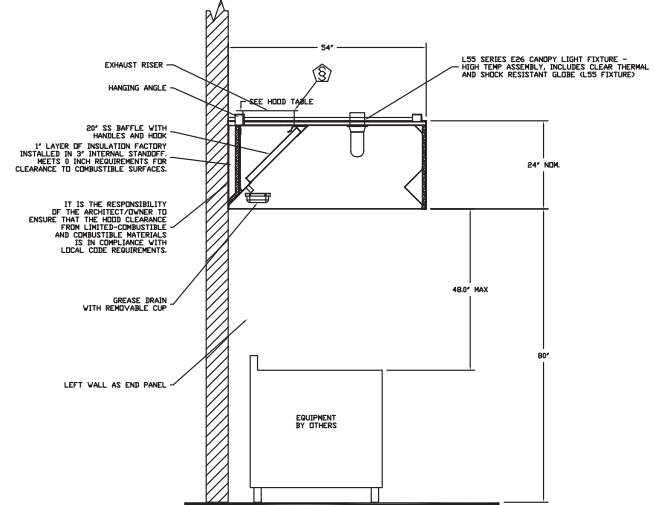 54"
EXHAUST RISER
L55 SERIES E26 CANOPY LIGHT FIXTURE -
HIGH TEMP ASSEMBLY, INCLUDES CLEAR THERMAL
AND SHOCK RESISTANT GLOBE (L55 FIXTURE)
HANGING ANGLE
SEE HOOD TABLE
20" SS BAFFLE WITH
HANDLES AND HOOK
1" LAYER OF INSULATION FACTORY
INSTALLED IN 3" INTERNAL STANDOFF.
MEETS 0 INCH REQUIREMENTS FOR
CLEARANCE TO COMBUSTIBLE SURFACES.
24" NOM.
IT IS THE RESPONSIBILITY
OF THE ARCHITECT/OWNER TO
ENSURE THAT THE HOOD CLEARANCE
FROM LIMITED-COMBUSTIBLE
AND COMBUSTIBLE MATERIALS
IS IN COMPLIANCE WITH
LOCAL CODE REQUIREMENTS.
48.0" MAX
GREASE DRAIN
WITH REMOVABLE CUP
80"
LEFT WALL AS END PANEL
EQUIPMENT
BY OTHERS